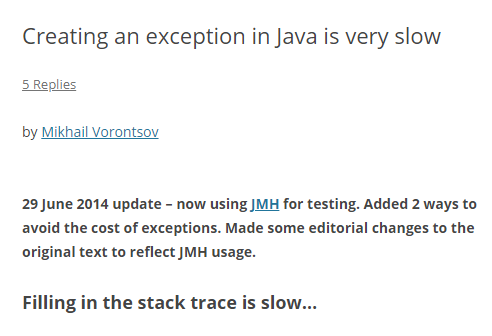 Creating an exception in Java is very slow
5 Replies
by Mikhail Vorontsov
29 June 2014 update – now using JMH for testing. Added 2 ways to
avoid the cost of exceptions. Made some editorial changes to the
original text to reflect JMH usage.
Filling in the stack trace is slow…